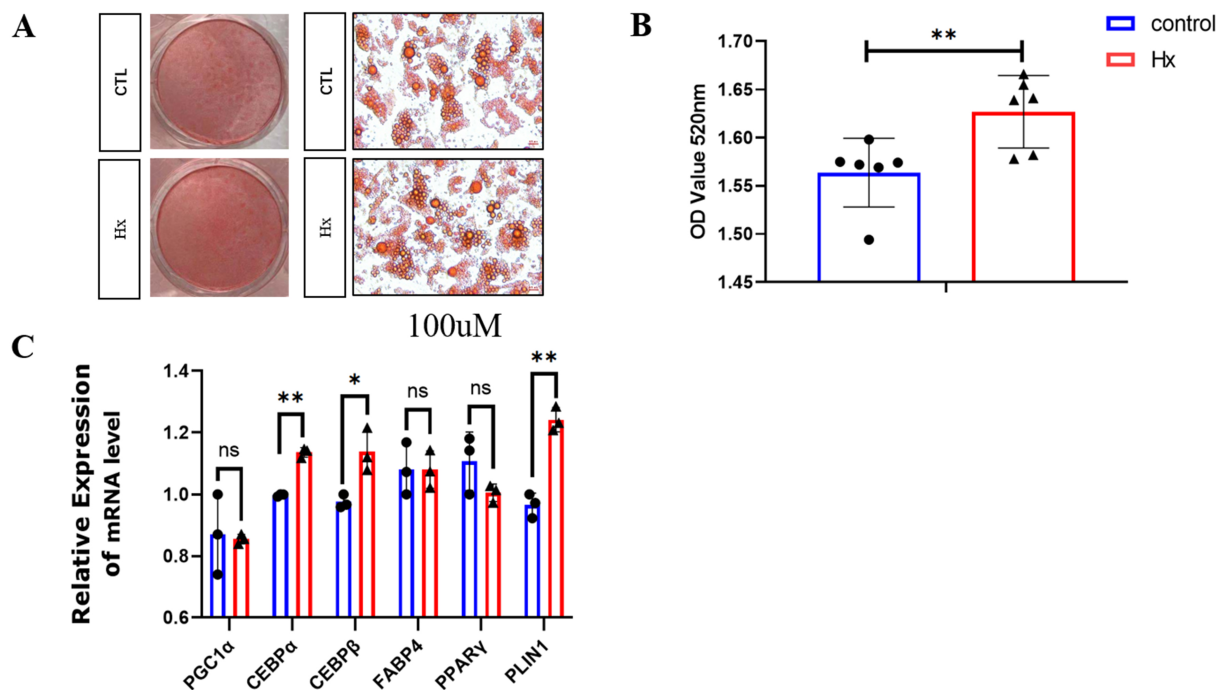 A
CTL
CTL
Hx
Hx
100uM
B
control
Hx
**
1.70
1.65
1.60
1.55
1.50
1.45
OD Value 520nm
C
Relative Expression
of mRNA level
1.4
1.2
1.0
0.8
0.6
ns
**
*
ns
ns
**
PGC1α
CEBPα
CEBPβ
FABP4
PPARγ
PLIN1